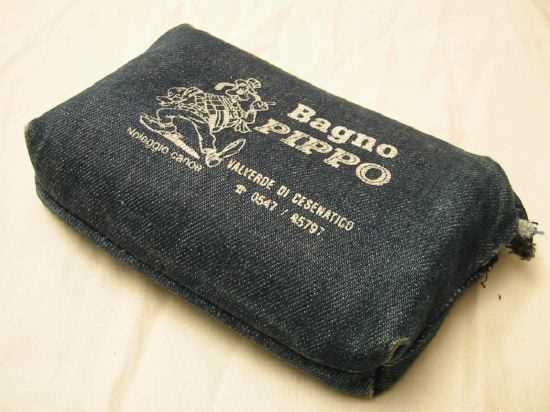 Bagno
PIPPO
Noleggio canoe
VALVERDE DI CESENATICO
☎ 0547 / 85797